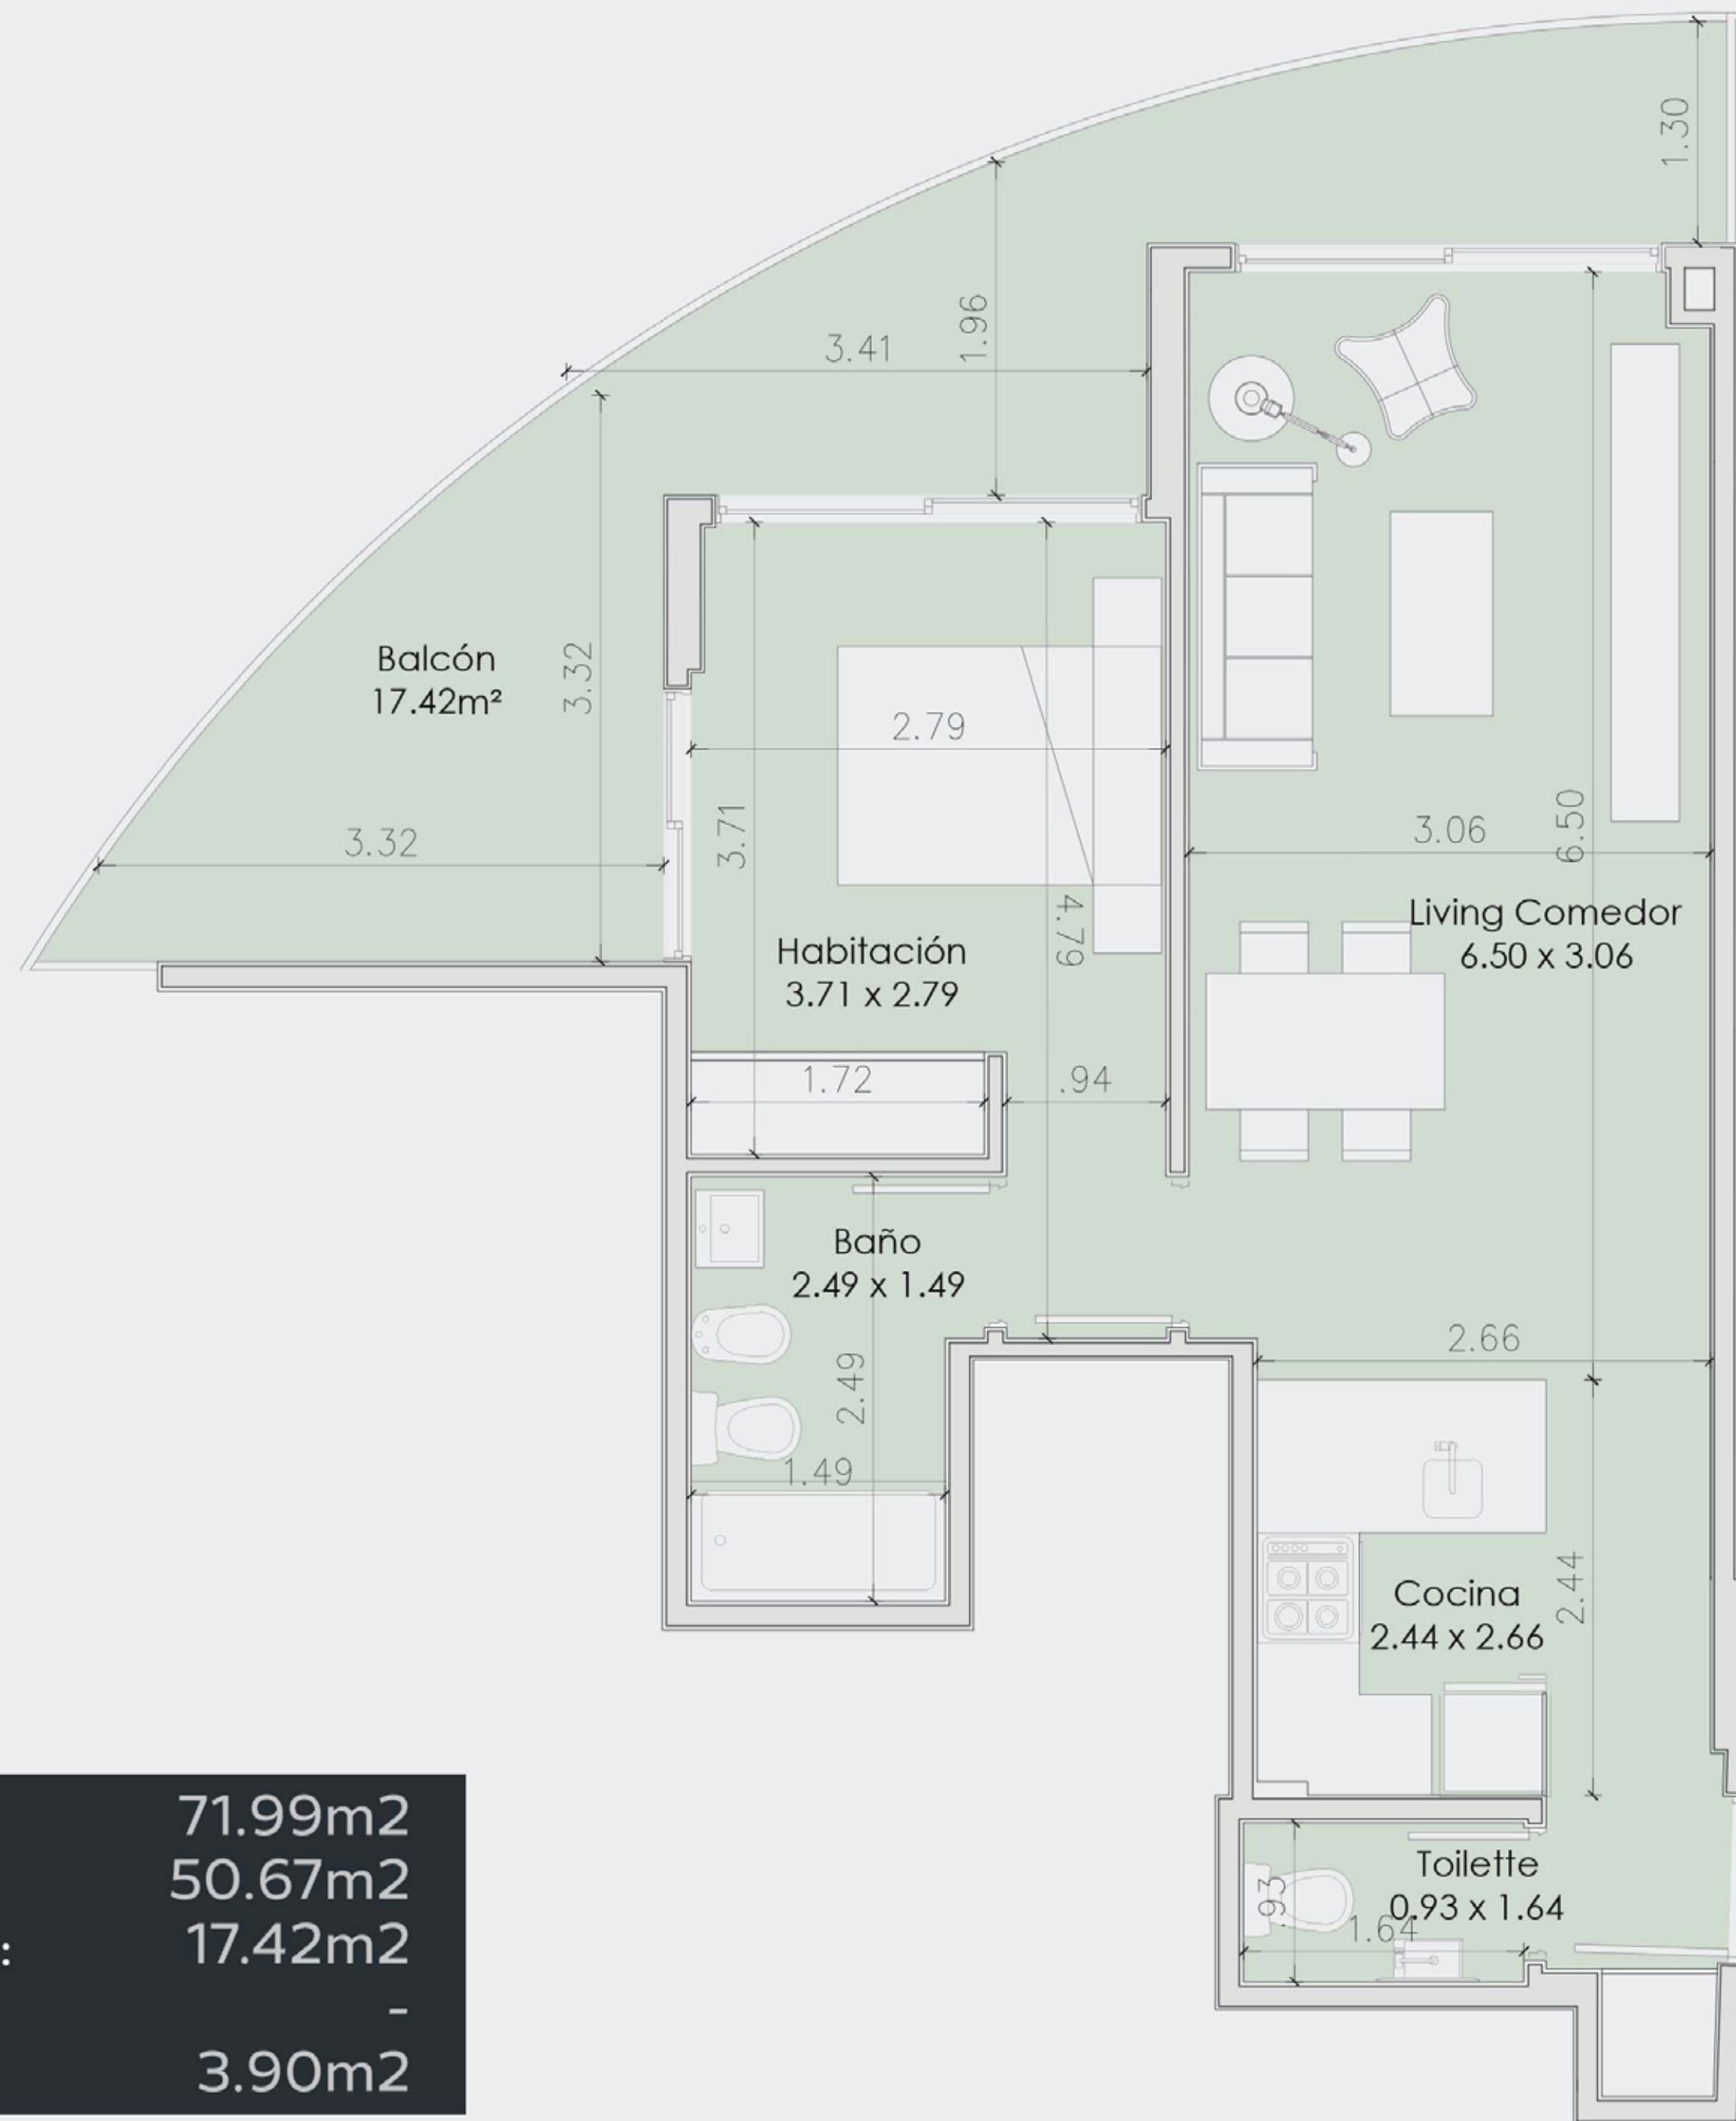 1.30
1.96
3.41
Balcón
17.42m²
3.32
3.32
2.79
3.71
4.79
3.06
6.50
Living Comedor
6.50 x 3.06
Habitación
3.71 x 2.79
1.72
.94
Baño
2.49 x 1.49
2.49
1.49
2.66
Cocina
2.44 x 2.66
2.44
Toilette
0.93 x 1.64
.93
1.64
71.99m2
50.67m2
: 17.42m2
-
3.90m2